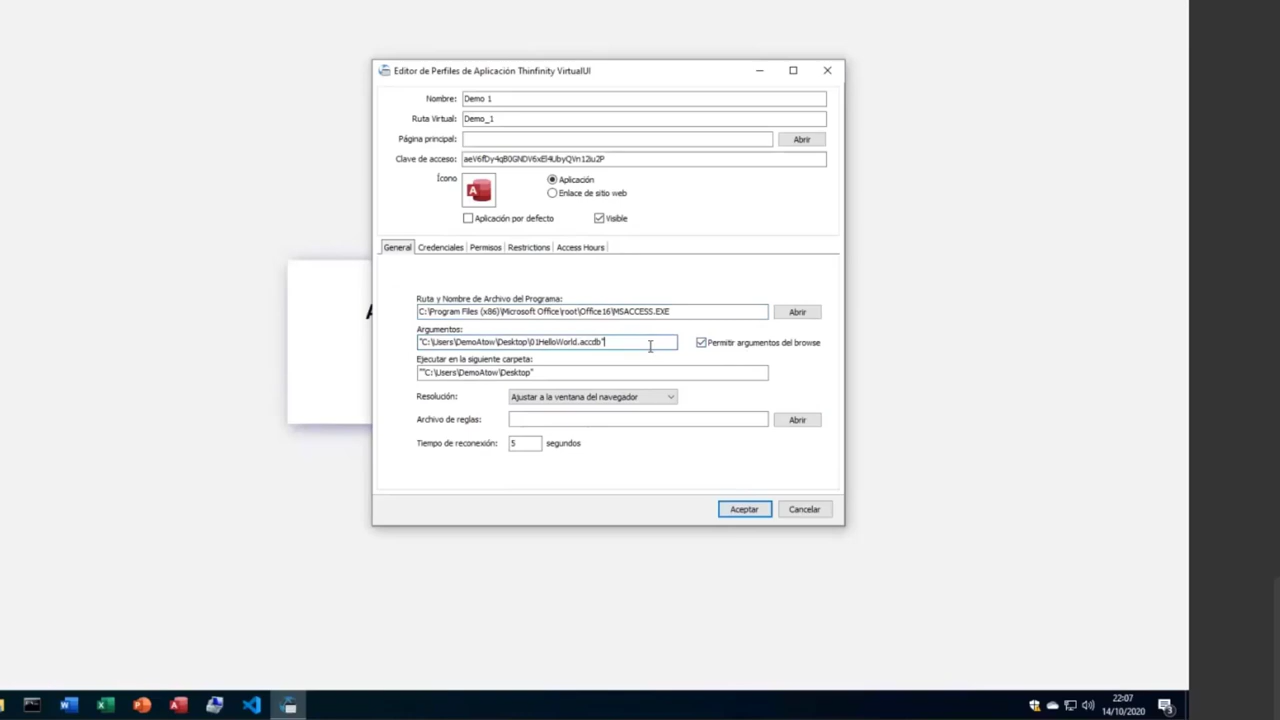 Editor de Perfiles de Aplicación Thinfinity VirtualUI
Nombre: Demo 1
Ruta Virtual: Demo_1
Página principal: Abrir
Clave de acceso:
Ícono
A
Aplicación
Enlace de sitio web
Aplicación por defecto Visible
General Credenciales Permisos Restrictions Access Hours
Ruta y Nombre de Archivo del Programa:
C:\Program Files (x86)\Microsoft Office\root\Office16\MSACCESS.EXE Abrir
Argumentos:
"C:\Users\DemoAtow\Desktop\01HelloWorld.accdb" Permitir argumentos del browse
Ejecutar en la siguiente carpeta:
""C:\Users\DemoAtow\Desktop"
Resolución: Ajustar a la ventana del navegador
Archivo de reglas: Abrir
Tiempo de reconexión: 5 segundos
Aceptar Cancelar
22:07
14/10/2020